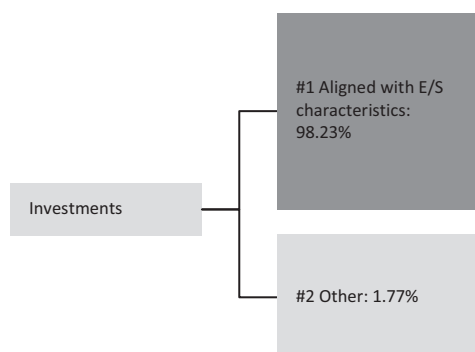 #1 Aligned with E/S
characteristics:
98.23%
Investments
#2 Other: 1.77%